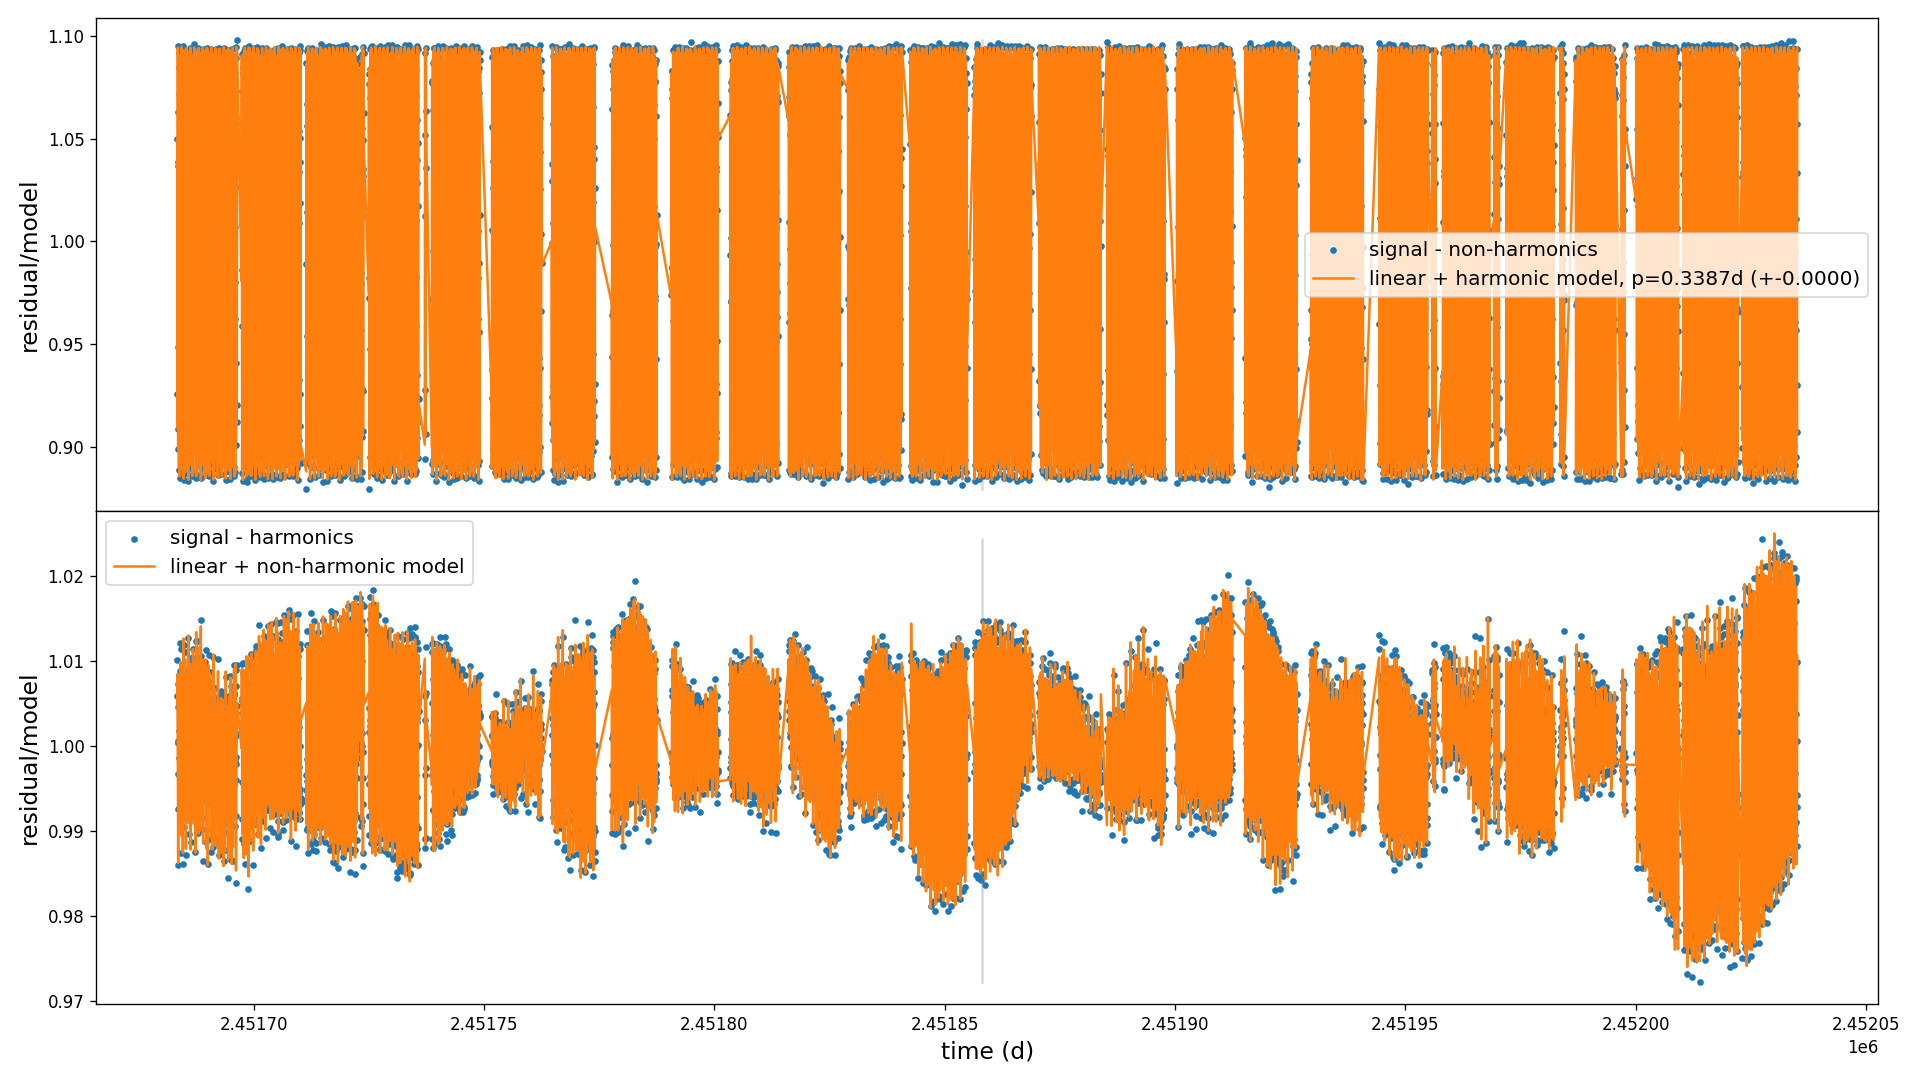 1.10
1.05
1.00
0.95
0.90
residual/model
signal - non-harmonics
linear + harmonic model, p=0.3387d (+-0.0000)
signal - harmonics
linear + non-harmonic model
1.02
1.01
1.00
0.99
0.98
0.97
residual/model
2.45170 2.45175 2.45180 2.45185 2.45190 2.45195 2.45200 2.45205
time (d)
1e6